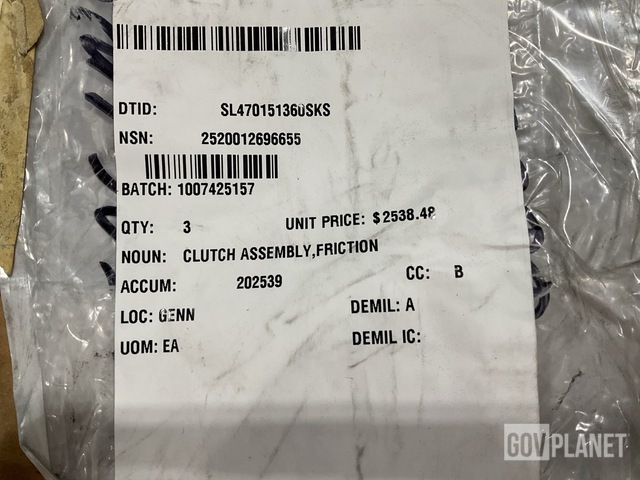 DTID: SL470151360SKS
NSN: 2520012696655
BATCH: 1007425157
QTY: 3 UNIT PRICE: $2538.48
NOUN: CLUTCH ASSEMBLY,FRICTION
ACCUM: 202539 CC: B
LOC: GENN DEMIL: A
UOM: EA DEMIL IC:
GOVPLANET